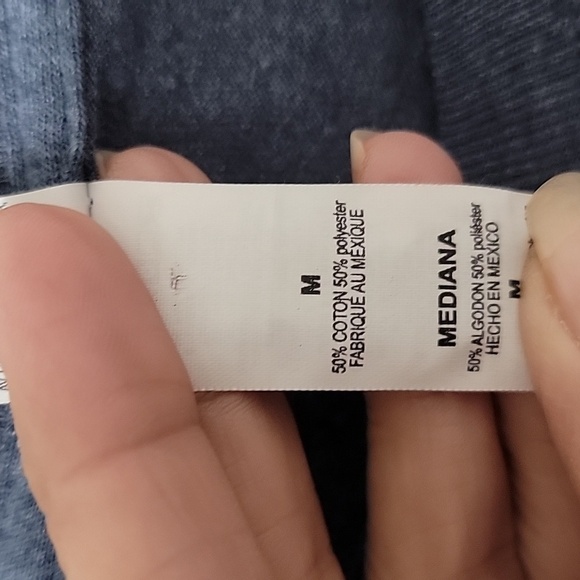 M
50% COTON 50% polyester
FABRIQUE AU MEXIQUE
MEDIANA
50% ALGODON 50% poliéster
HECHO EN MEXICO
M